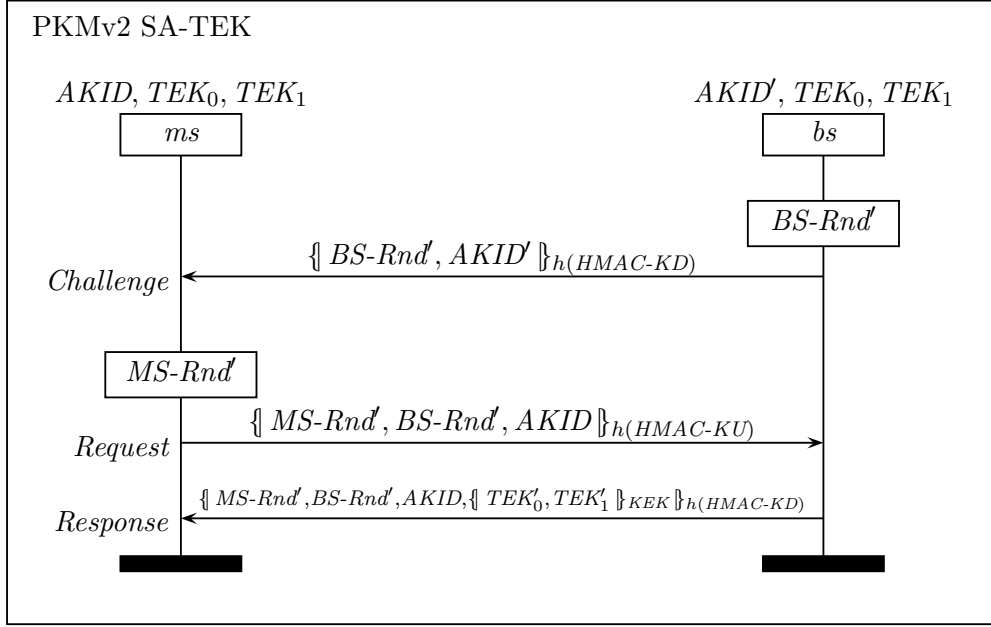 PKMv2 SA-TEK
AKID, TEK₀, TEK₁
AKID′, TEK₀, TEK₁
ms
bs
BS-Rnd′
{| BS-Rnd′, AKID′ |}h(HMAC-KD)
Challenge
MS-Rnd′
{| MS-Rnd′, BS-Rnd′, AKID |}h(HMAC-KU)
Request
{| MS-Rnd′,BS-Rnd′,AKID,{| TEK′₀,TEK′₁ |}KEK |}h(HMAC-KD)
Response